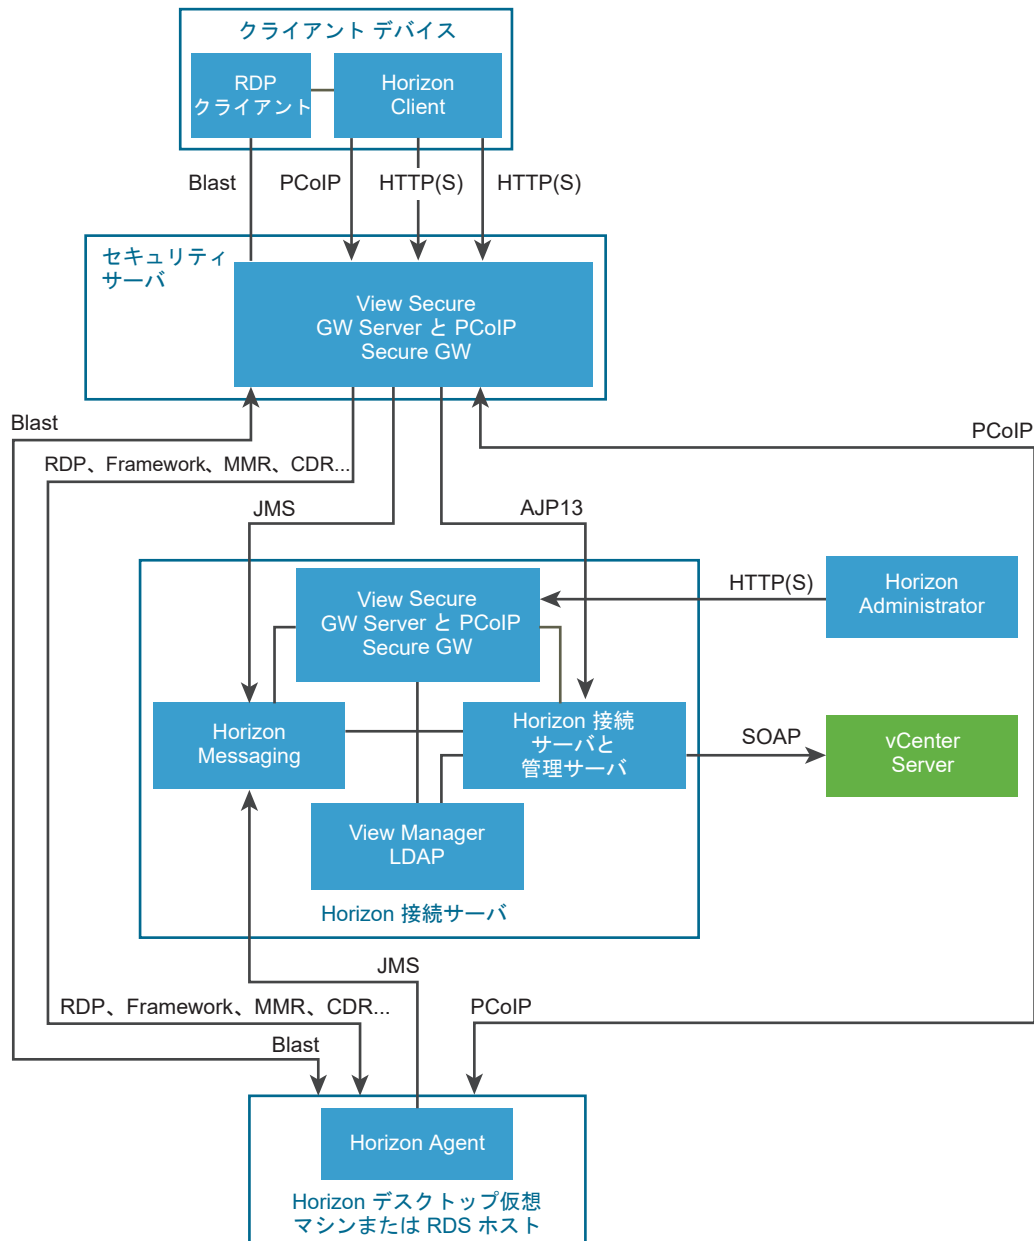 クライアント デバイス
RDP
クライアント
Horizon
Client
Blast
PCoIP
HTTP(S)
HTTP(S)
セキュリティ
サーバ
View Secure
GW Server と PCoIP
Secure GW
Blast
PCoIP
RDP、Framework、MMR、CDR...
JMS
AJP13
View Secure
GW Server と PCoIP
Secure GW
HTTP(S)
Horizon
Administrator
Horizon
Messaging
Horizon 接続
サーバと
管理サーバ
SOAP
vCenter
Server
View Manager
LDAP
Horizon 接続サーバ
JMS
RDP、Framework、MMR、CDR...
PCoIP
Blast
Horizon Agent
Horizon デスクトップ仮想
マシンまたは RDS ホスト